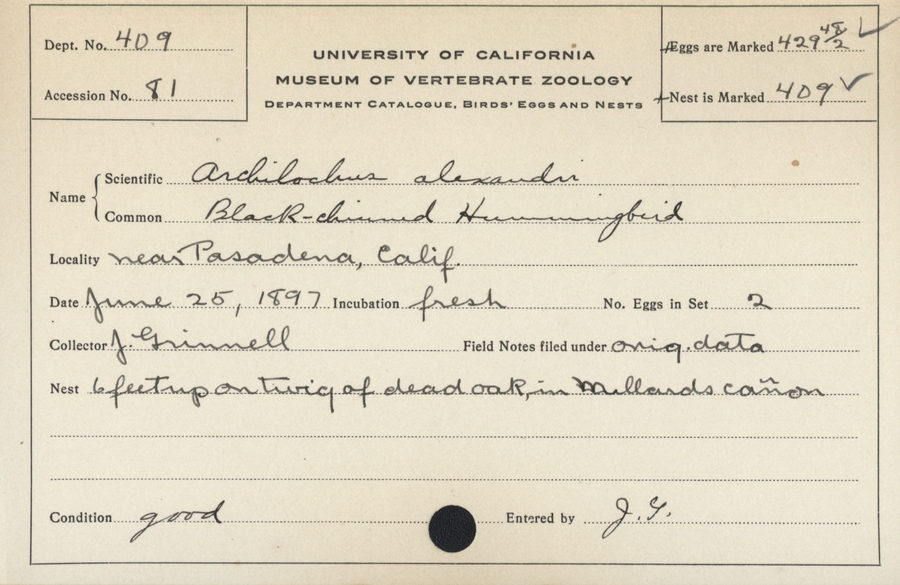 Dept. No. 409
Accession No. 81
UNIVERSITY OF CALIFORNIA
MUSEUM OF VERTEBRATE ZOOLOGY
DEPARTMENT CATALOGUE, BIRDS' EGGS AND NESTS
Eggs are Marked 429 48/2 ✓
Nest is Marked 409 ✓
Name { Scientific Archilochus alexandri
Common Black-chinned Hummingbird
Locality near Pasadena, Calif.
Date June 25, 1897 Incubation fresh No. Eggs in Set 2
Collector J. Grinnell Field Notes filed under orig. data
Nest 6 feet up on twig of dead oak, in Millards cañon
Condition good Entered by J. G.